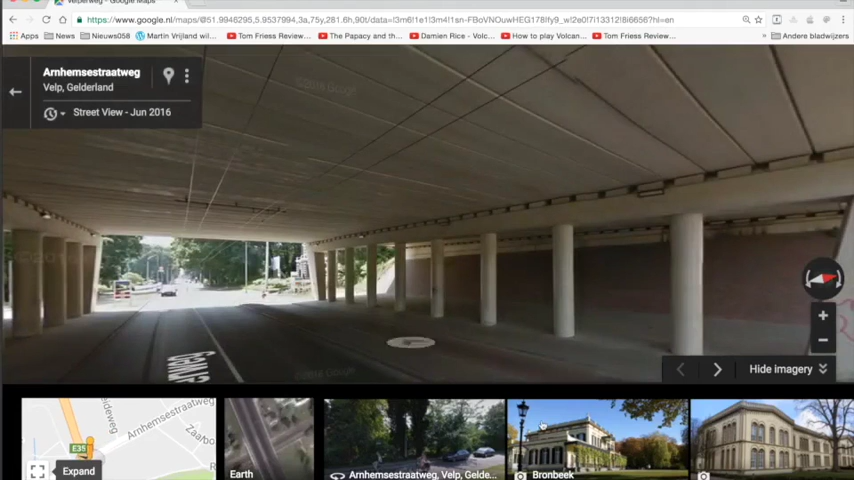 Velperweg - Google Maps
https://www.google.nl/maps/@51.9946295,5.9537994,3a,75y,281.6h,90t/data=!3m6!1e1!3m4!1sn-FBoVNOuwHEG178lfy9_wI2e0!7i13312!8i6656?hl=en
Apps News Nieuws058 Martin Vrijland wil... Tom Friess Review... The Papacy and th... Damien Rice - Volc... How to play Volcan... Tom Friess Review... » Andere bladwijzers
Arnhemsestraatweg
Velp, Gelderland
Street View - Jun 2016
Hide imagery
Arnhemsestraatweg
E35
Expand
Earth
Arnhemsestraatweg, Velp, Gelde...
Bronbeek